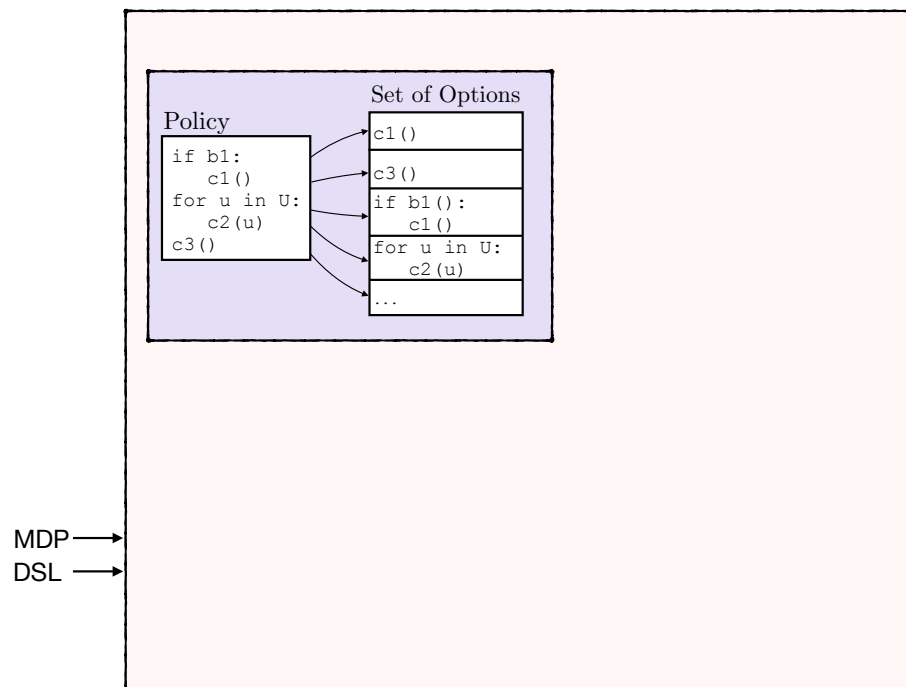 Set of Options
Policy
if b1:
    c1()
for u in U:
    c2(u)
c3()
c1()
c3()
if b1():
    c1()
for u in U:
    c2(u)
...
MDP
DSL